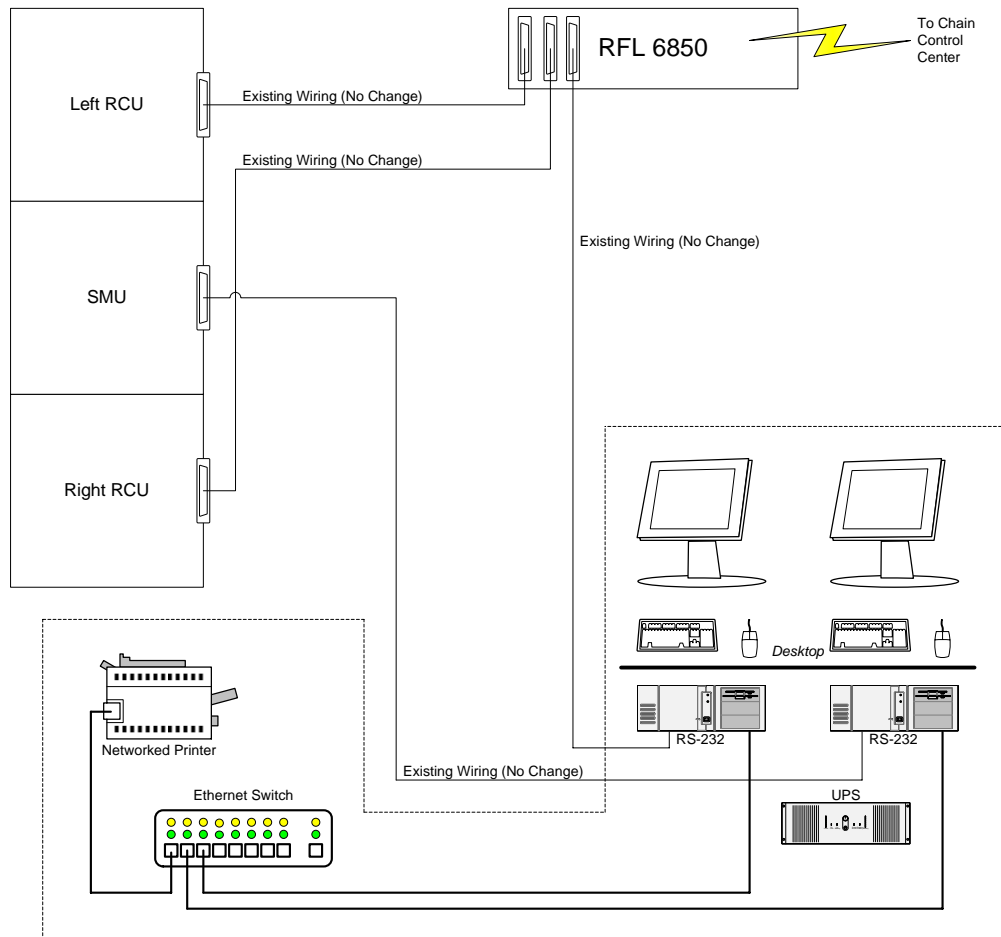 To Chain
Control
Center
RFL 6850
Left RCU
Existing Wiring (No Change)
Existing Wiring (No Change)
Existing Wiring (No Change)
SMU
Right RCU
Desktop
Networked Printer
RS-232
RS-232
Existing Wiring (No Change)
Ethernet Switch
UPS